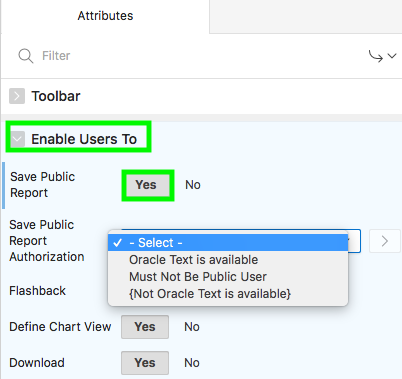 Attributes
Filter
Toolbar
Enable Users To
Save Public
Report
Yes No
Save Public
Report
Authorization
✓ - Select -
Oracle Text is available
Must Not Be Public User
{Not Oracle Text is available}
Flashback
Define Chart View Yes No
Download Yes No